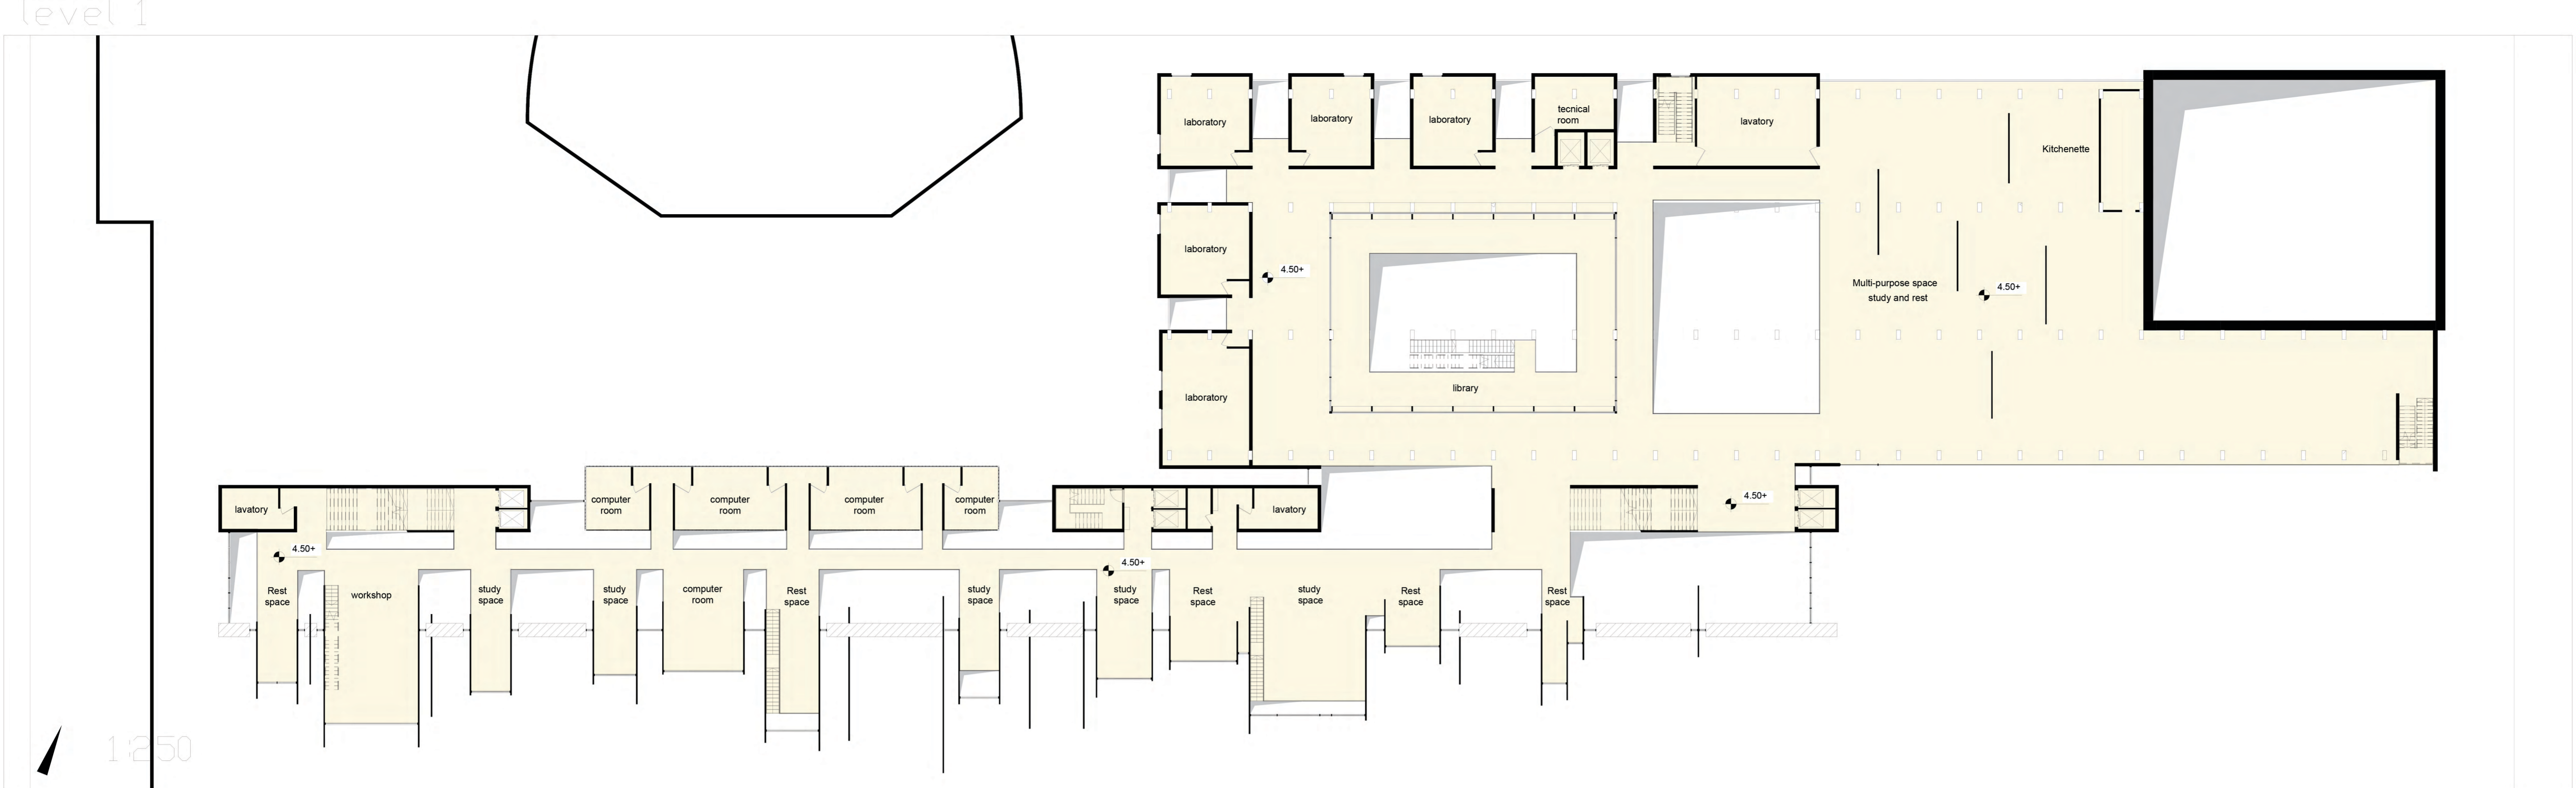 level 1
laboratory
laboratory
laboratory
tecnical
room
lavatory
Kitchenette
laboratory
4.50+
Multi-purpose space
study and rest
4.50+
library
laboratory
lavatory
computer
room
computer
room
computer
room
computer
room
lavatory
4.50+
4.50+
4.50+
Rest
space
workshop
study
space
study
space
computer
room
Rest
space
study
space
study
space
Rest
space
study
space
Rest
space
Rest
space
1:250